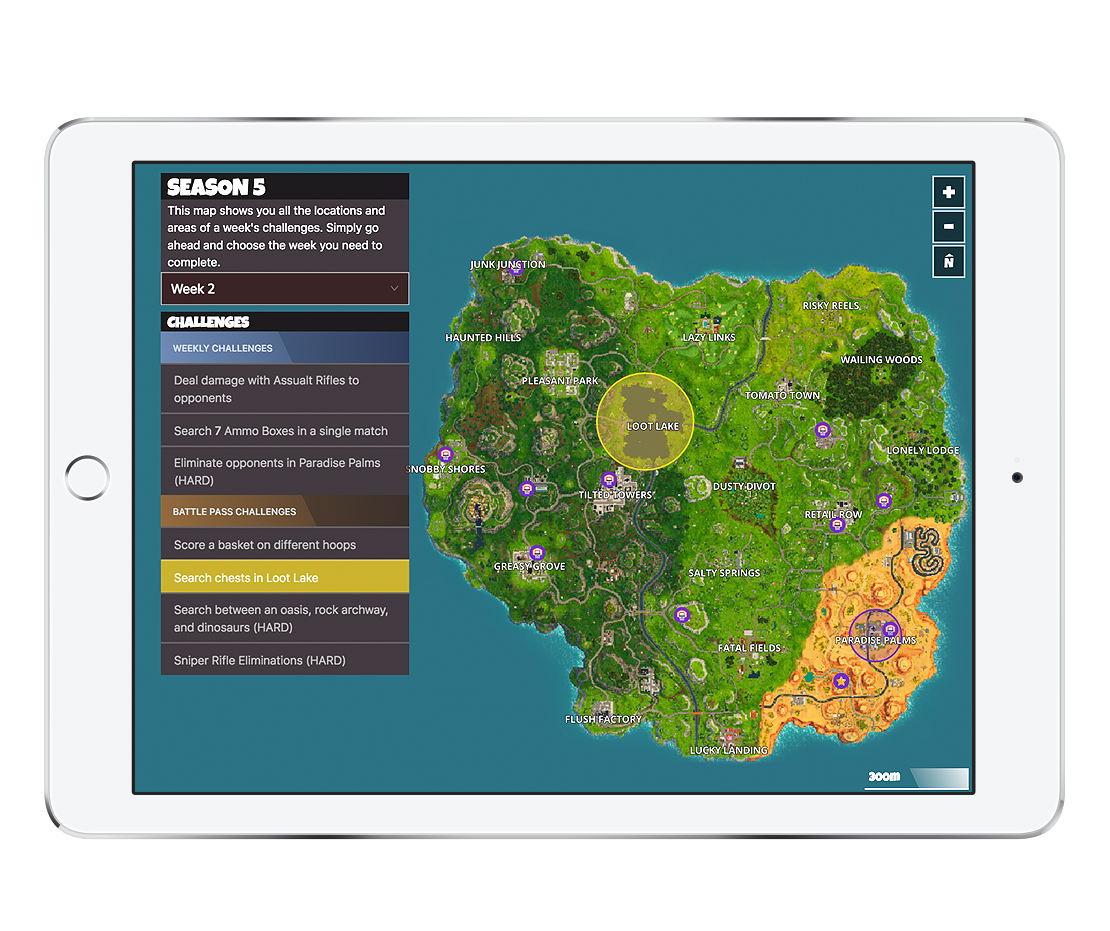 SEASON 5
This map shows you all the locations and
areas of a week's challenges. Simply go
ahead and choose the week you need to
complete.
Week 2
CHALLENGES
WEEKLY CHALLENGES
Deal damage with Assualt Rifles to
opponents
Search 7 Ammo Boxes in a single match
Eliminate opponents in Paradise Palms
(HARD)
BATTLE PASS CHALLENGES
Score a basket on different hoops
Search chests in Loot Lake
Search between an oasis, rock archway,
and dinosaurs (HARD)
Sniper Rifle Eliminations (HARD)
+
-
N
JUNK JUNCTION
RISKY REELS
HAUNTED HILLS
LAZY LINKS
WAILING WOODS
PLEASANT PARK
TOMATO TOWN
LOOT LAKE
LONELY LODGE
SNOBBY SHORES
DUSTY DIVOT
TILTED TOWERS
RETAIL ROW
GREASY GROVE
SALTY SPRINGS
PARADISE PALMS
FATAL FIELDS
FLUSH FACTORY
LUCKY LANDING
300m